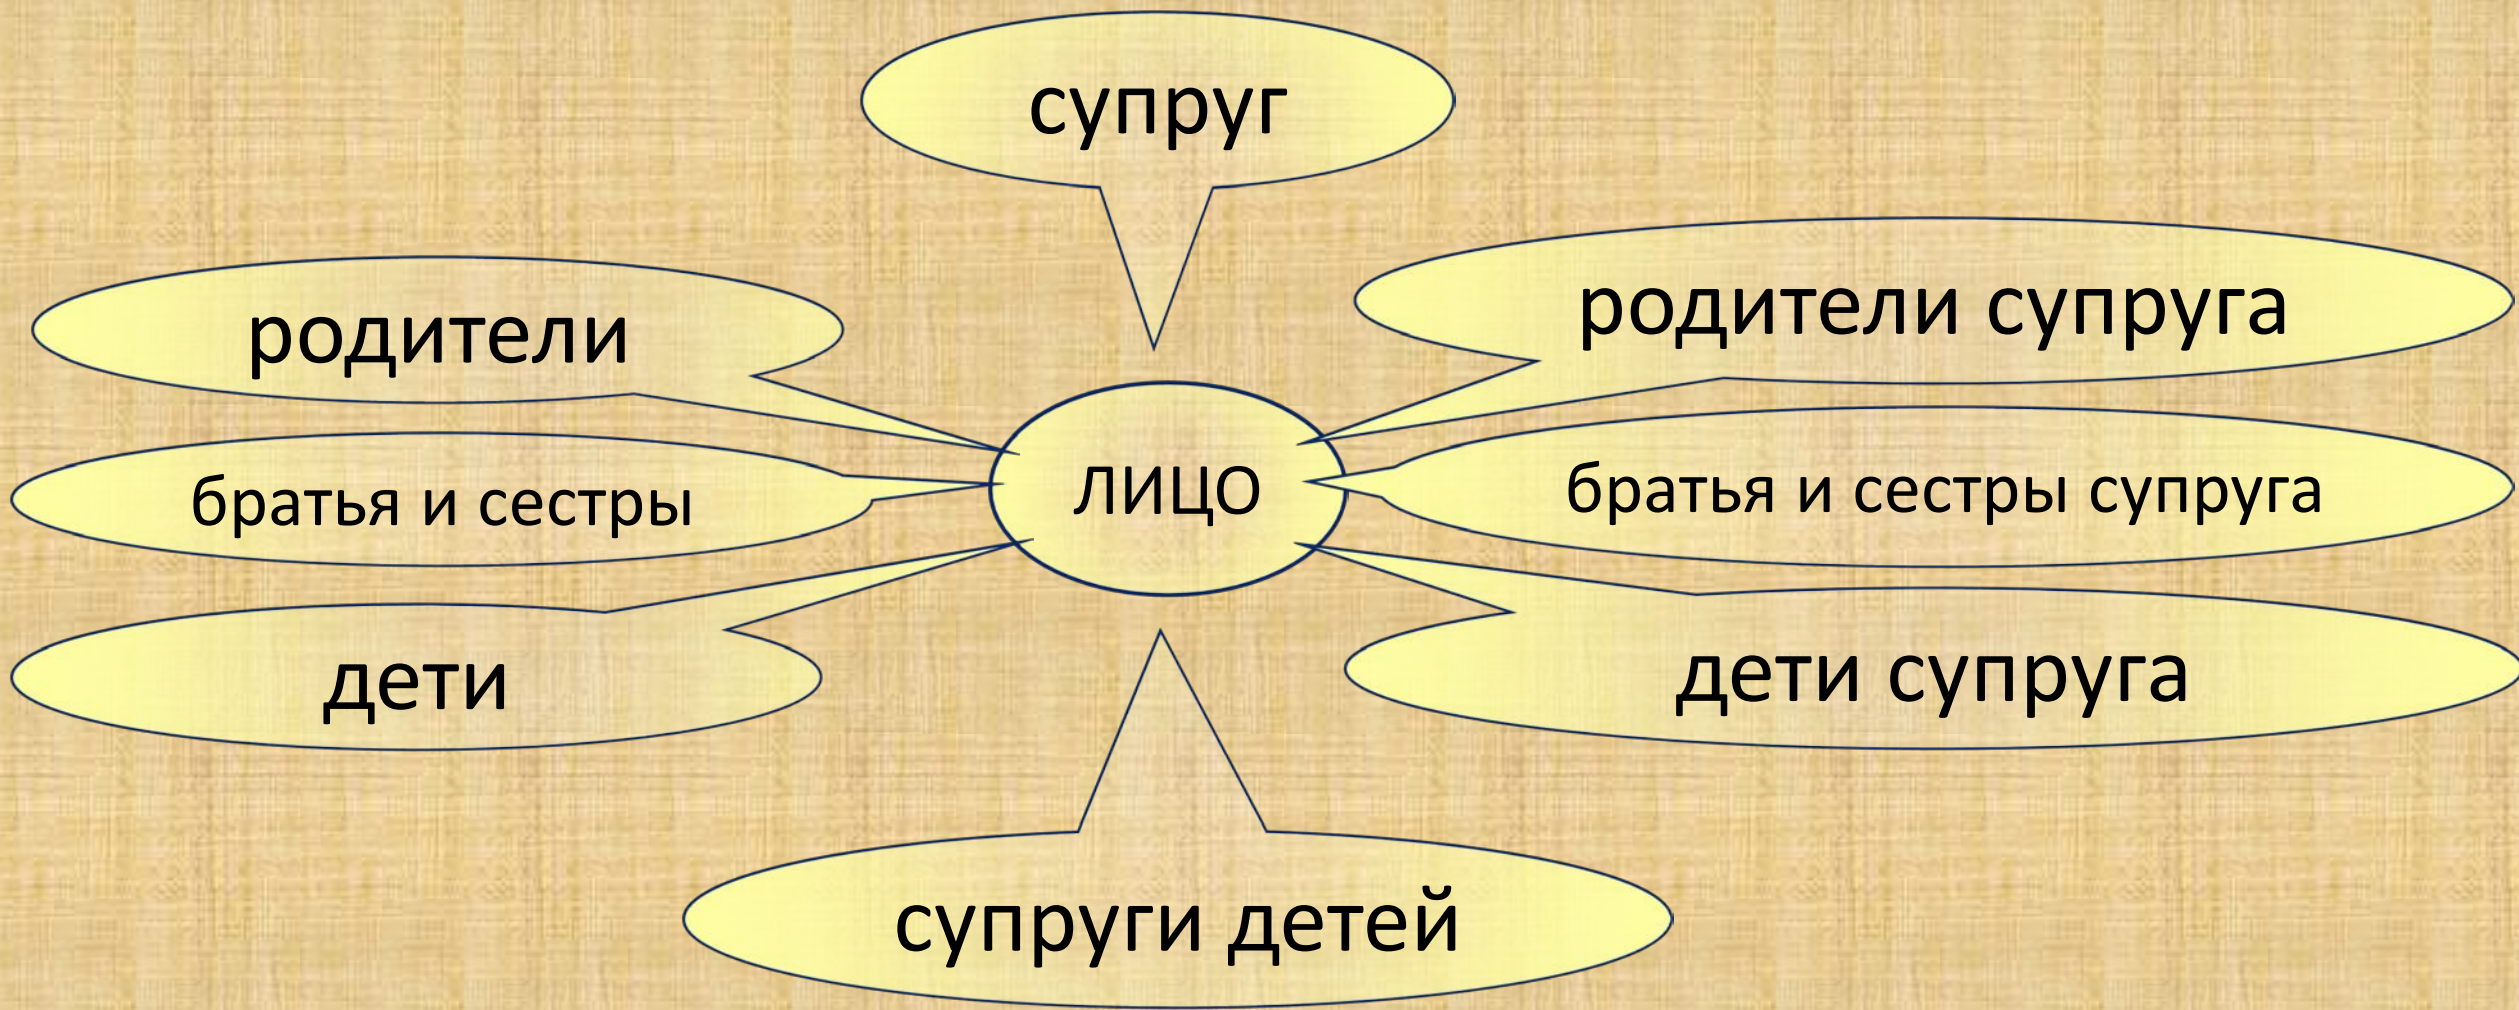 супруг
родители
родители супруга
братья и сестры
ЛИЦО
братья и сестры супруга
дети
дети супруга
супруги детей